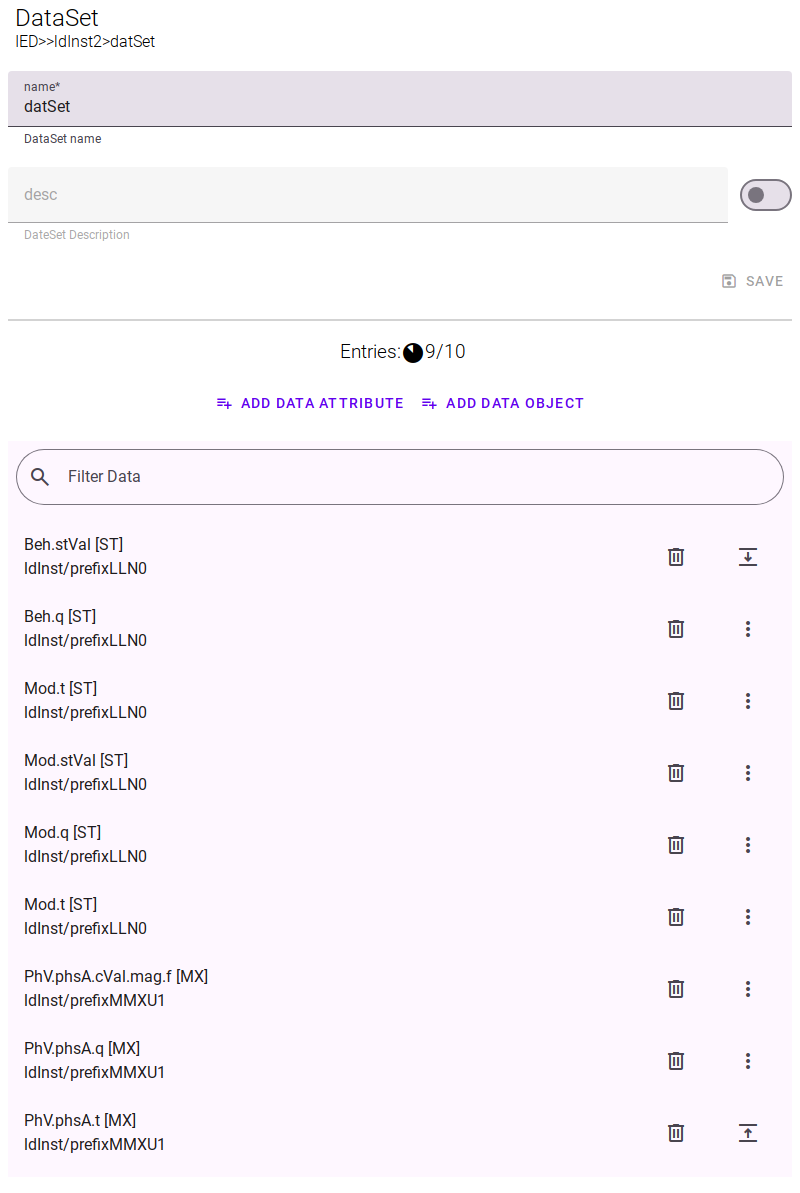 DataSet
IED>>ldInst2>datSet
name*
datSet
DataSet name
desc
DateSet Description
SAVE
Entries: 9/10
ADD DATA ATTRIBUTE ADD DATA OBJECT
Filter Data
Beh.stVal [ST]
ldInst/prefixLLN0
Beh.q [ST]
ldInst/prefixLLN0
Mod.t [ST]
ldInst/prefixLLN0
Mod.stVal [ST]
ldInst/prefixLLN0
Mod.q [ST]
ldInst/prefixLLN0
Mod.t [ST]
ldInst/prefixLLN0
PhV.phsA.cVal.mag.f [MX]
ldInst/prefixMMXU1
PhV.phsA.q [MX]
ldInst/prefixMMXU1
PhV.phsA.t [MX]
ldInst/prefixMMXU1